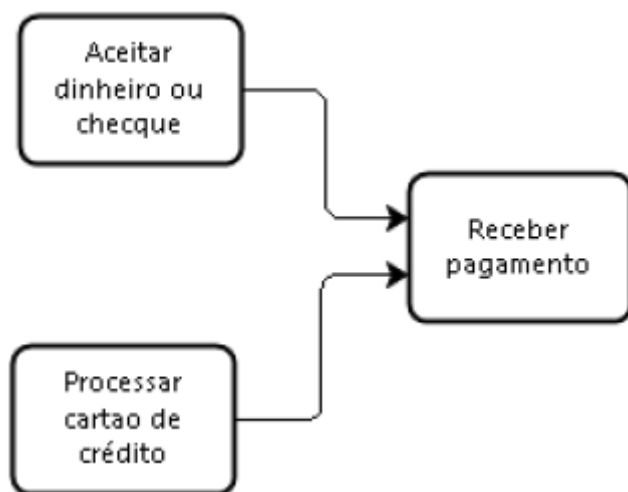 Aceitar
dinheiro ou
checque
Receber
pagamento
Processar
cartao de
crédito